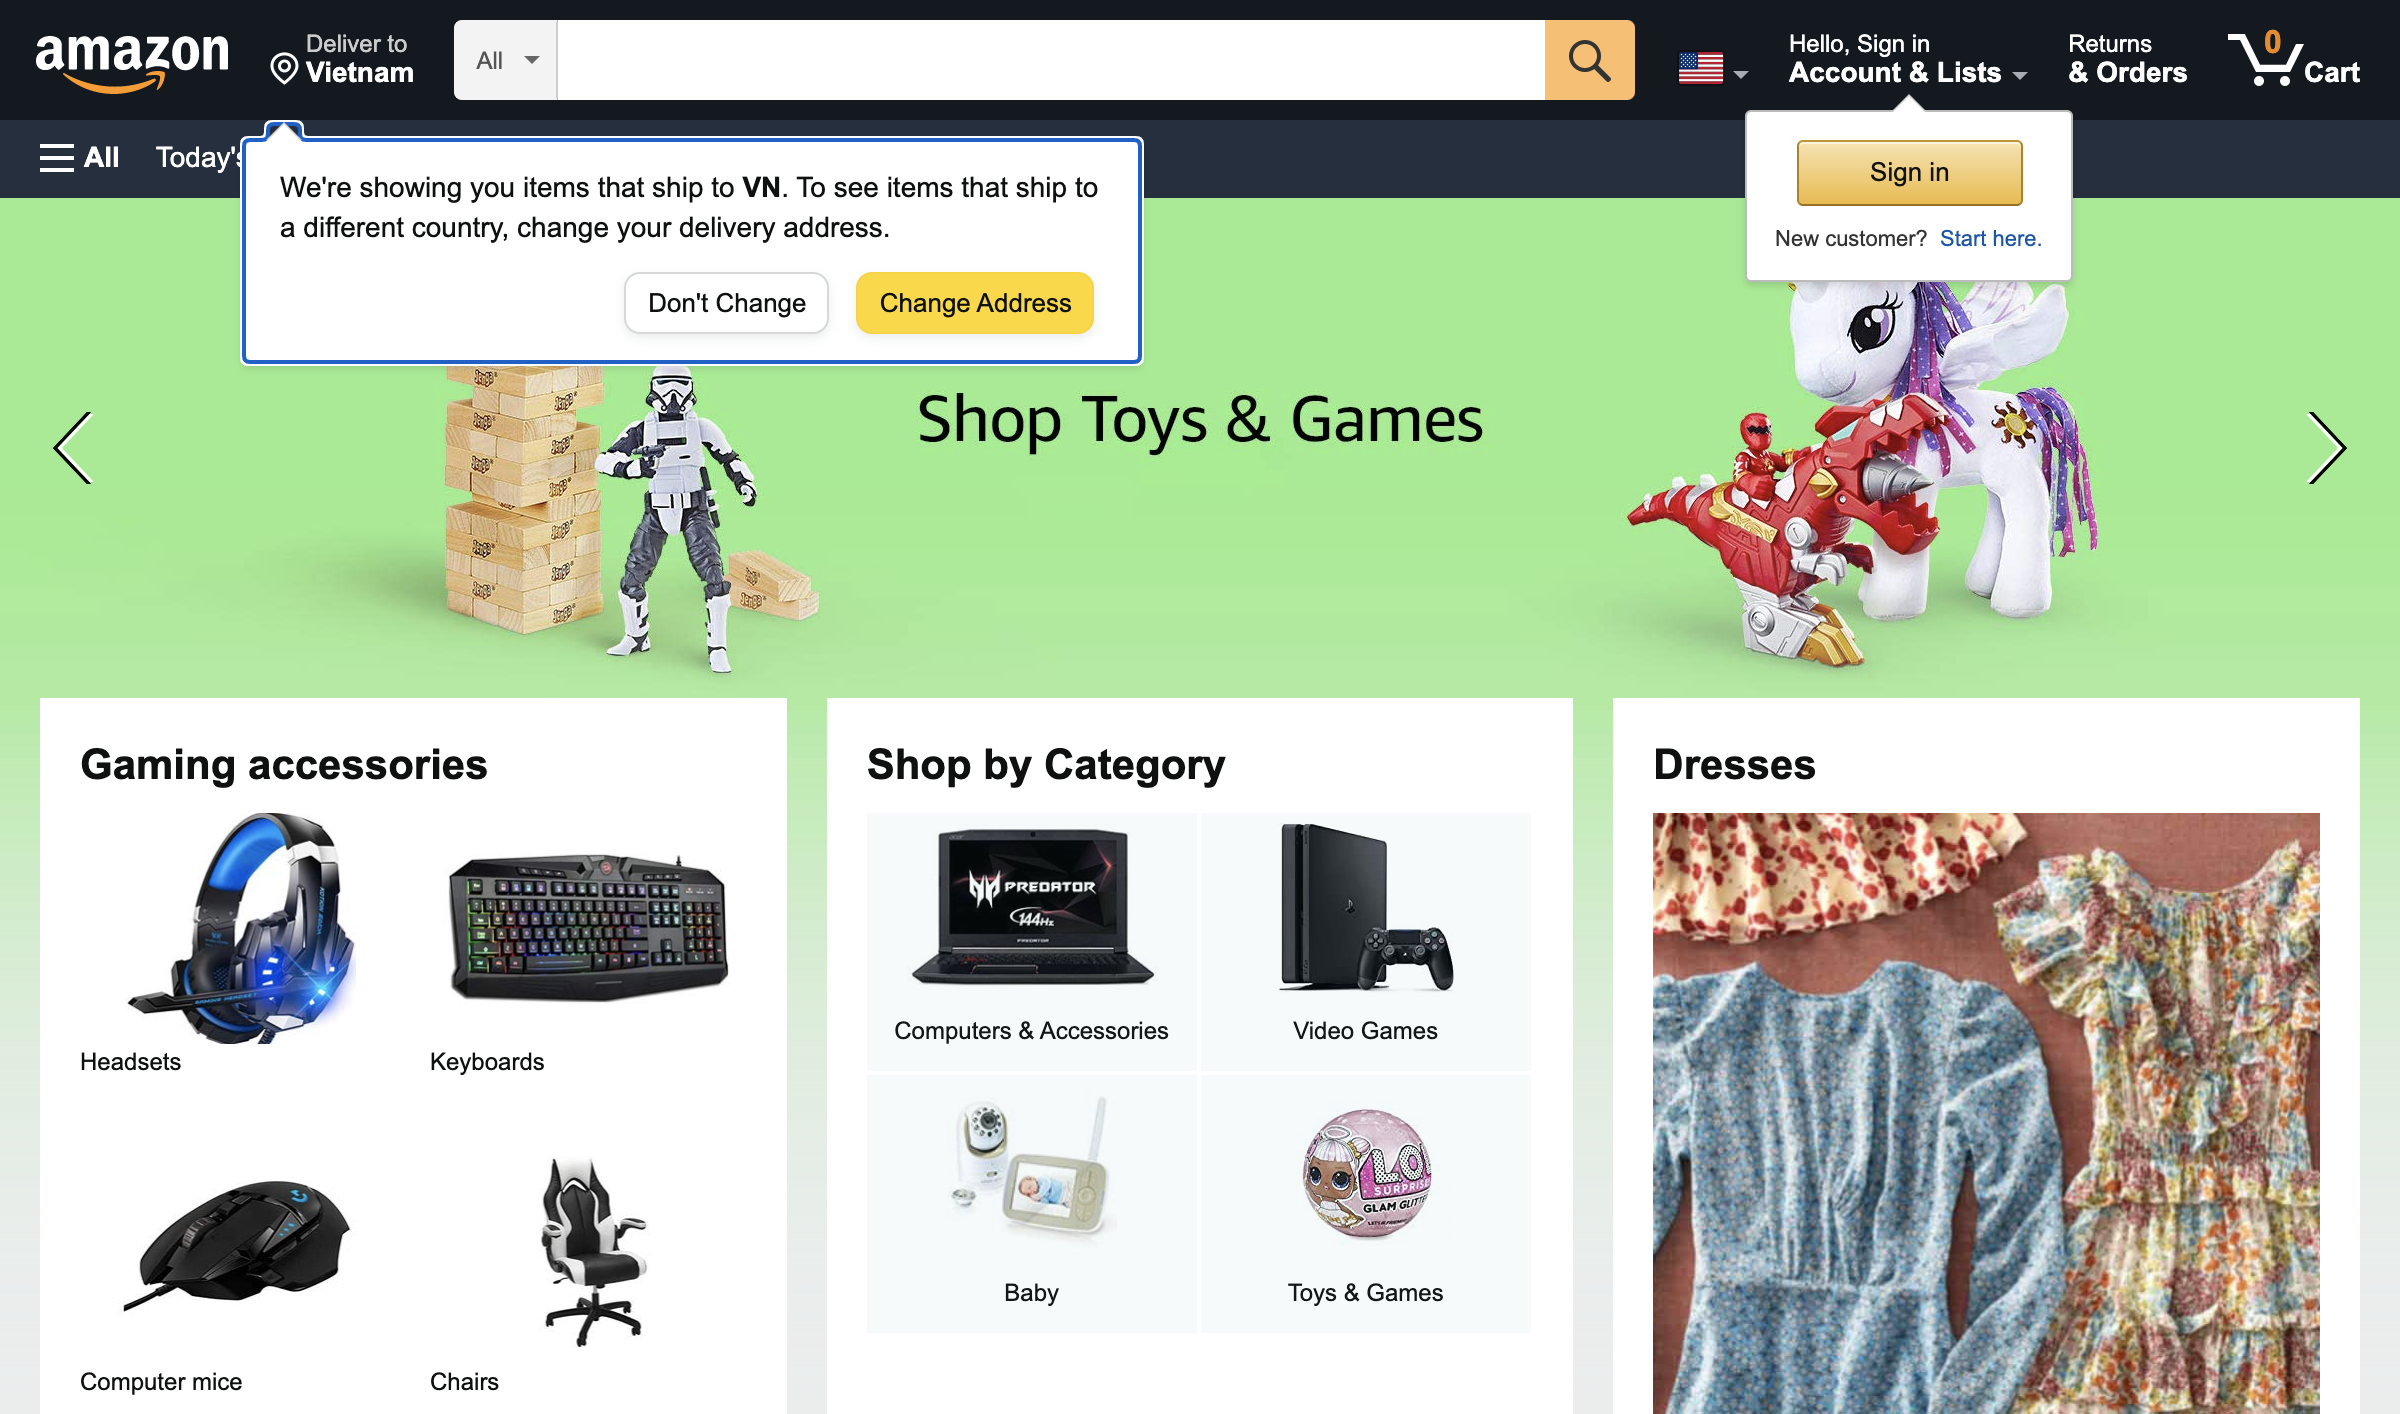 amazon
Deliver to
Vietnam
All
Hello, Sign in
Account & Lists
Returns
& Orders
0
Cart
All
Today's
We're showing you items that ship to VN. To see items that ship to
a different country, change your delivery address.
Don't Change
Change Address
Sign in
New customer? Start here.
Shop Toys & Games
Jenga
Gaming accessories
Headsets
Keyboards
Computer mice
Chairs
Shop by Category
acer
PREDATOR
144Hz
PREDATOR
Computers & Accessories
Video Games
Baby
LOL
SURPRISE
GLAM GLITTER
Toys & Games
Dresses